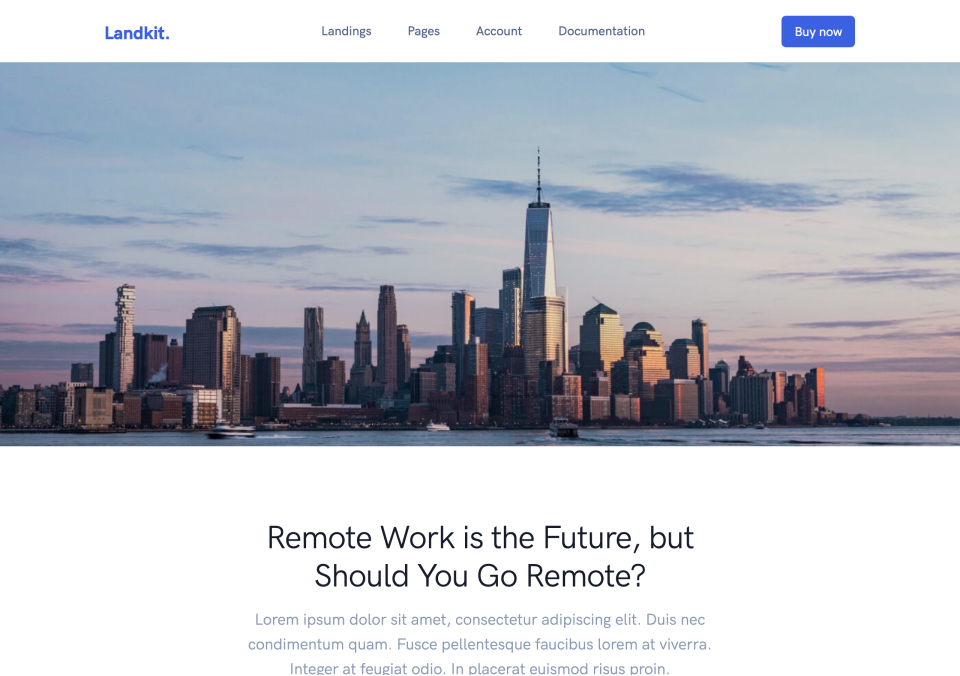 Landkit.
Landings
Pages
Account
Documentation
Buy now
Remote Work is the Future, but
Should You Go Remote?
Lorem ipsum dolor sit amet, consectetur adipiscing elit. Duis nec
condimentum quam. Fusce pellentesque faucibus lorem at viverra.
Integer at feugiat odio. In placerat euismod risus proin.